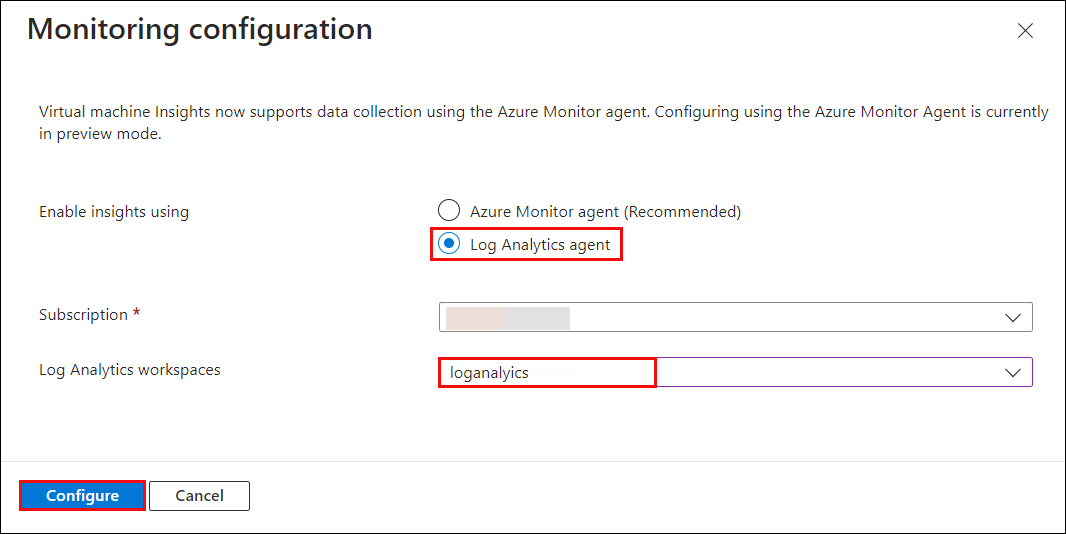 Monitoring configuration
Virtual machine Insights now supports data collection using the Azure Monitor agent. Configuring using the Azure Monitor Agent is currently
in preview mode.
Enable insights using
Azure Monitor agent (Recommended)
Log Analytics agent
Subscription *
Log Analytics workspaces
loganalyics
Configure
Cancel